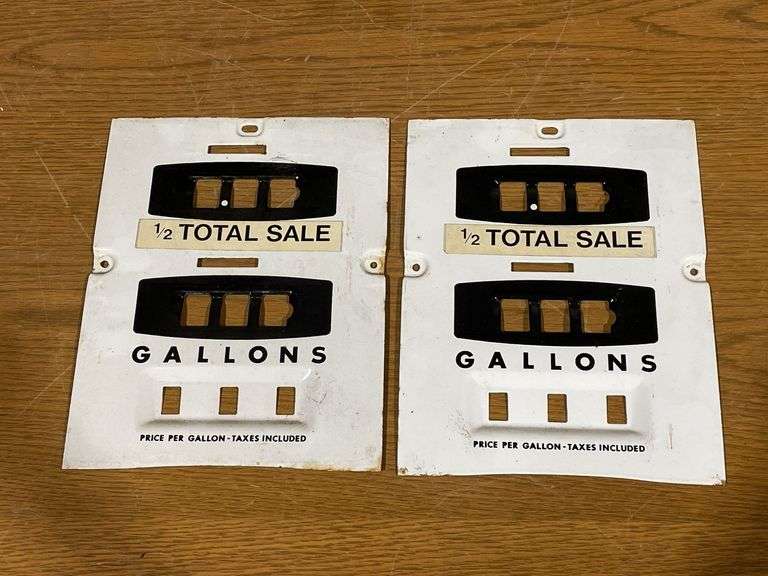 1/2 TOTAL SALE
GALLONS
PRICE PER GALLON - TAXES INCLUDED
1/2 TOTAL SALE
GALLONS
PRICE PER GALLON - TAXES INCLUDED